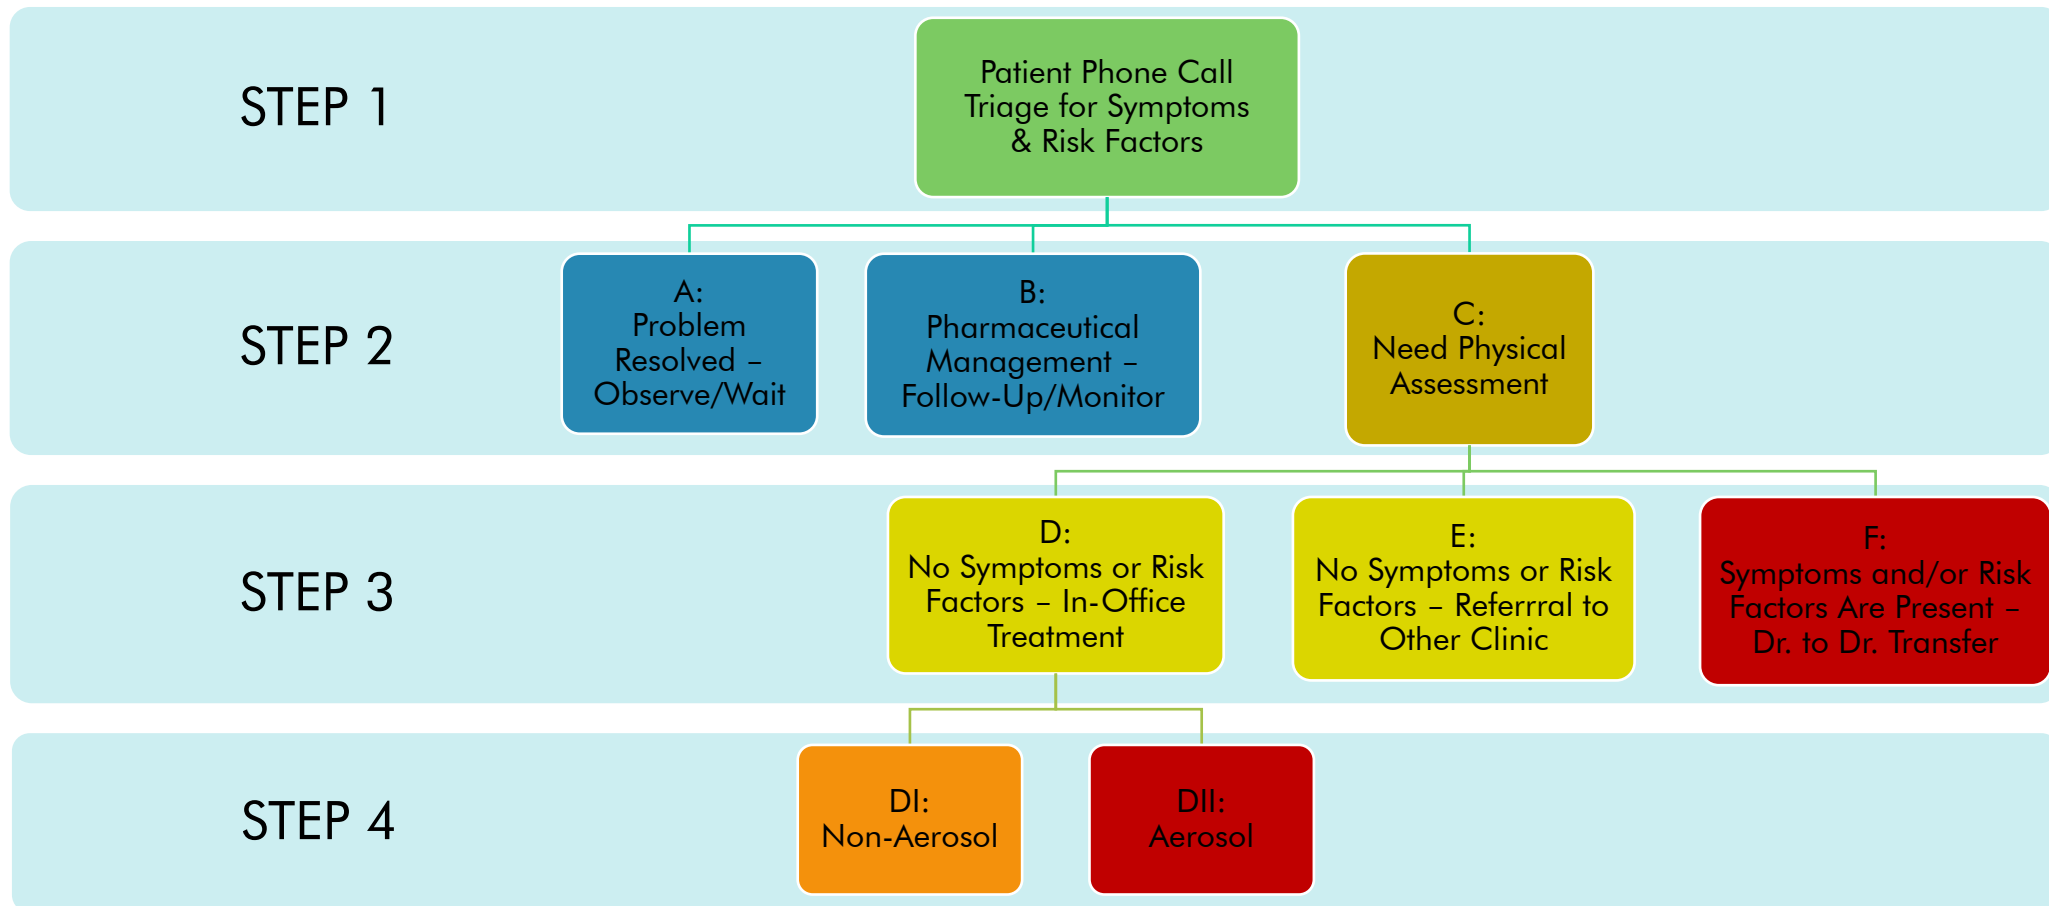 STEP 1
Patient Phone Call
Triage for Symptoms
& Risk Factors
STEP 2
A:
Problem
Resolved –
Observe/Wait
B:
Pharmaceutical
Management –
Follow-Up/Monitor
C:
Need Physical
Assessment
STEP 3
D:
No Symptoms or Risk
Factors – In-Office
Treatment
E:
No Symptoms or Risk
Factors – Referrral to
Other Clinic
F:
Symptoms and/or Risk
Factors Are Present –
Dr. to Dr. Transfer
STEP 4
DI:
Non-Aerosol
DII:
Aerosol